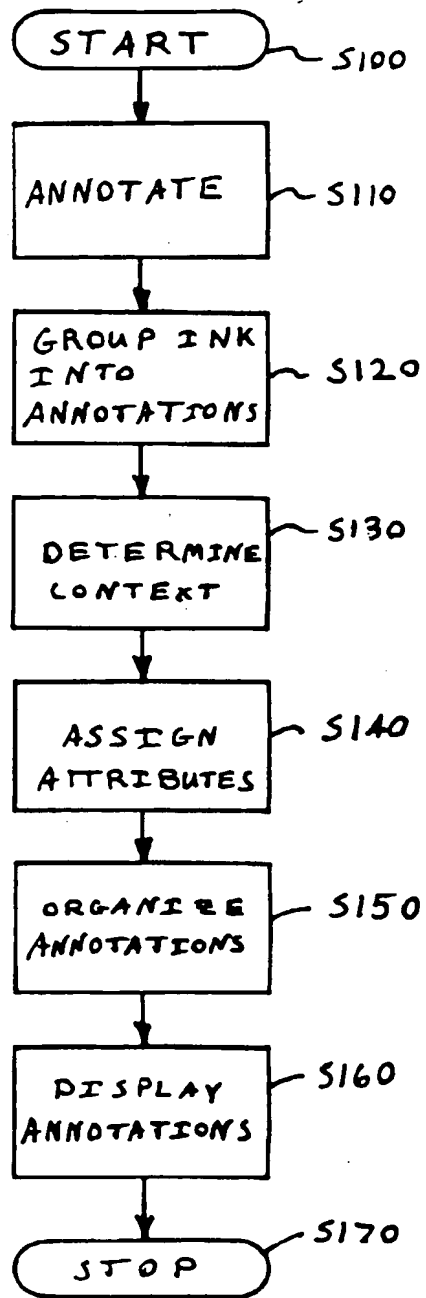 START
S100
ANNOTATE
S110
GROUP INK
INTO
ANNOTATIONS
S120
DETERMINE
CONTEXT
S130
ASSIGN
ATTRIBUTES
S140
ORGANIZE
ANNOTATIONS
S150
DISPLAY
ANNOTATIONS
S160
STOP
S170